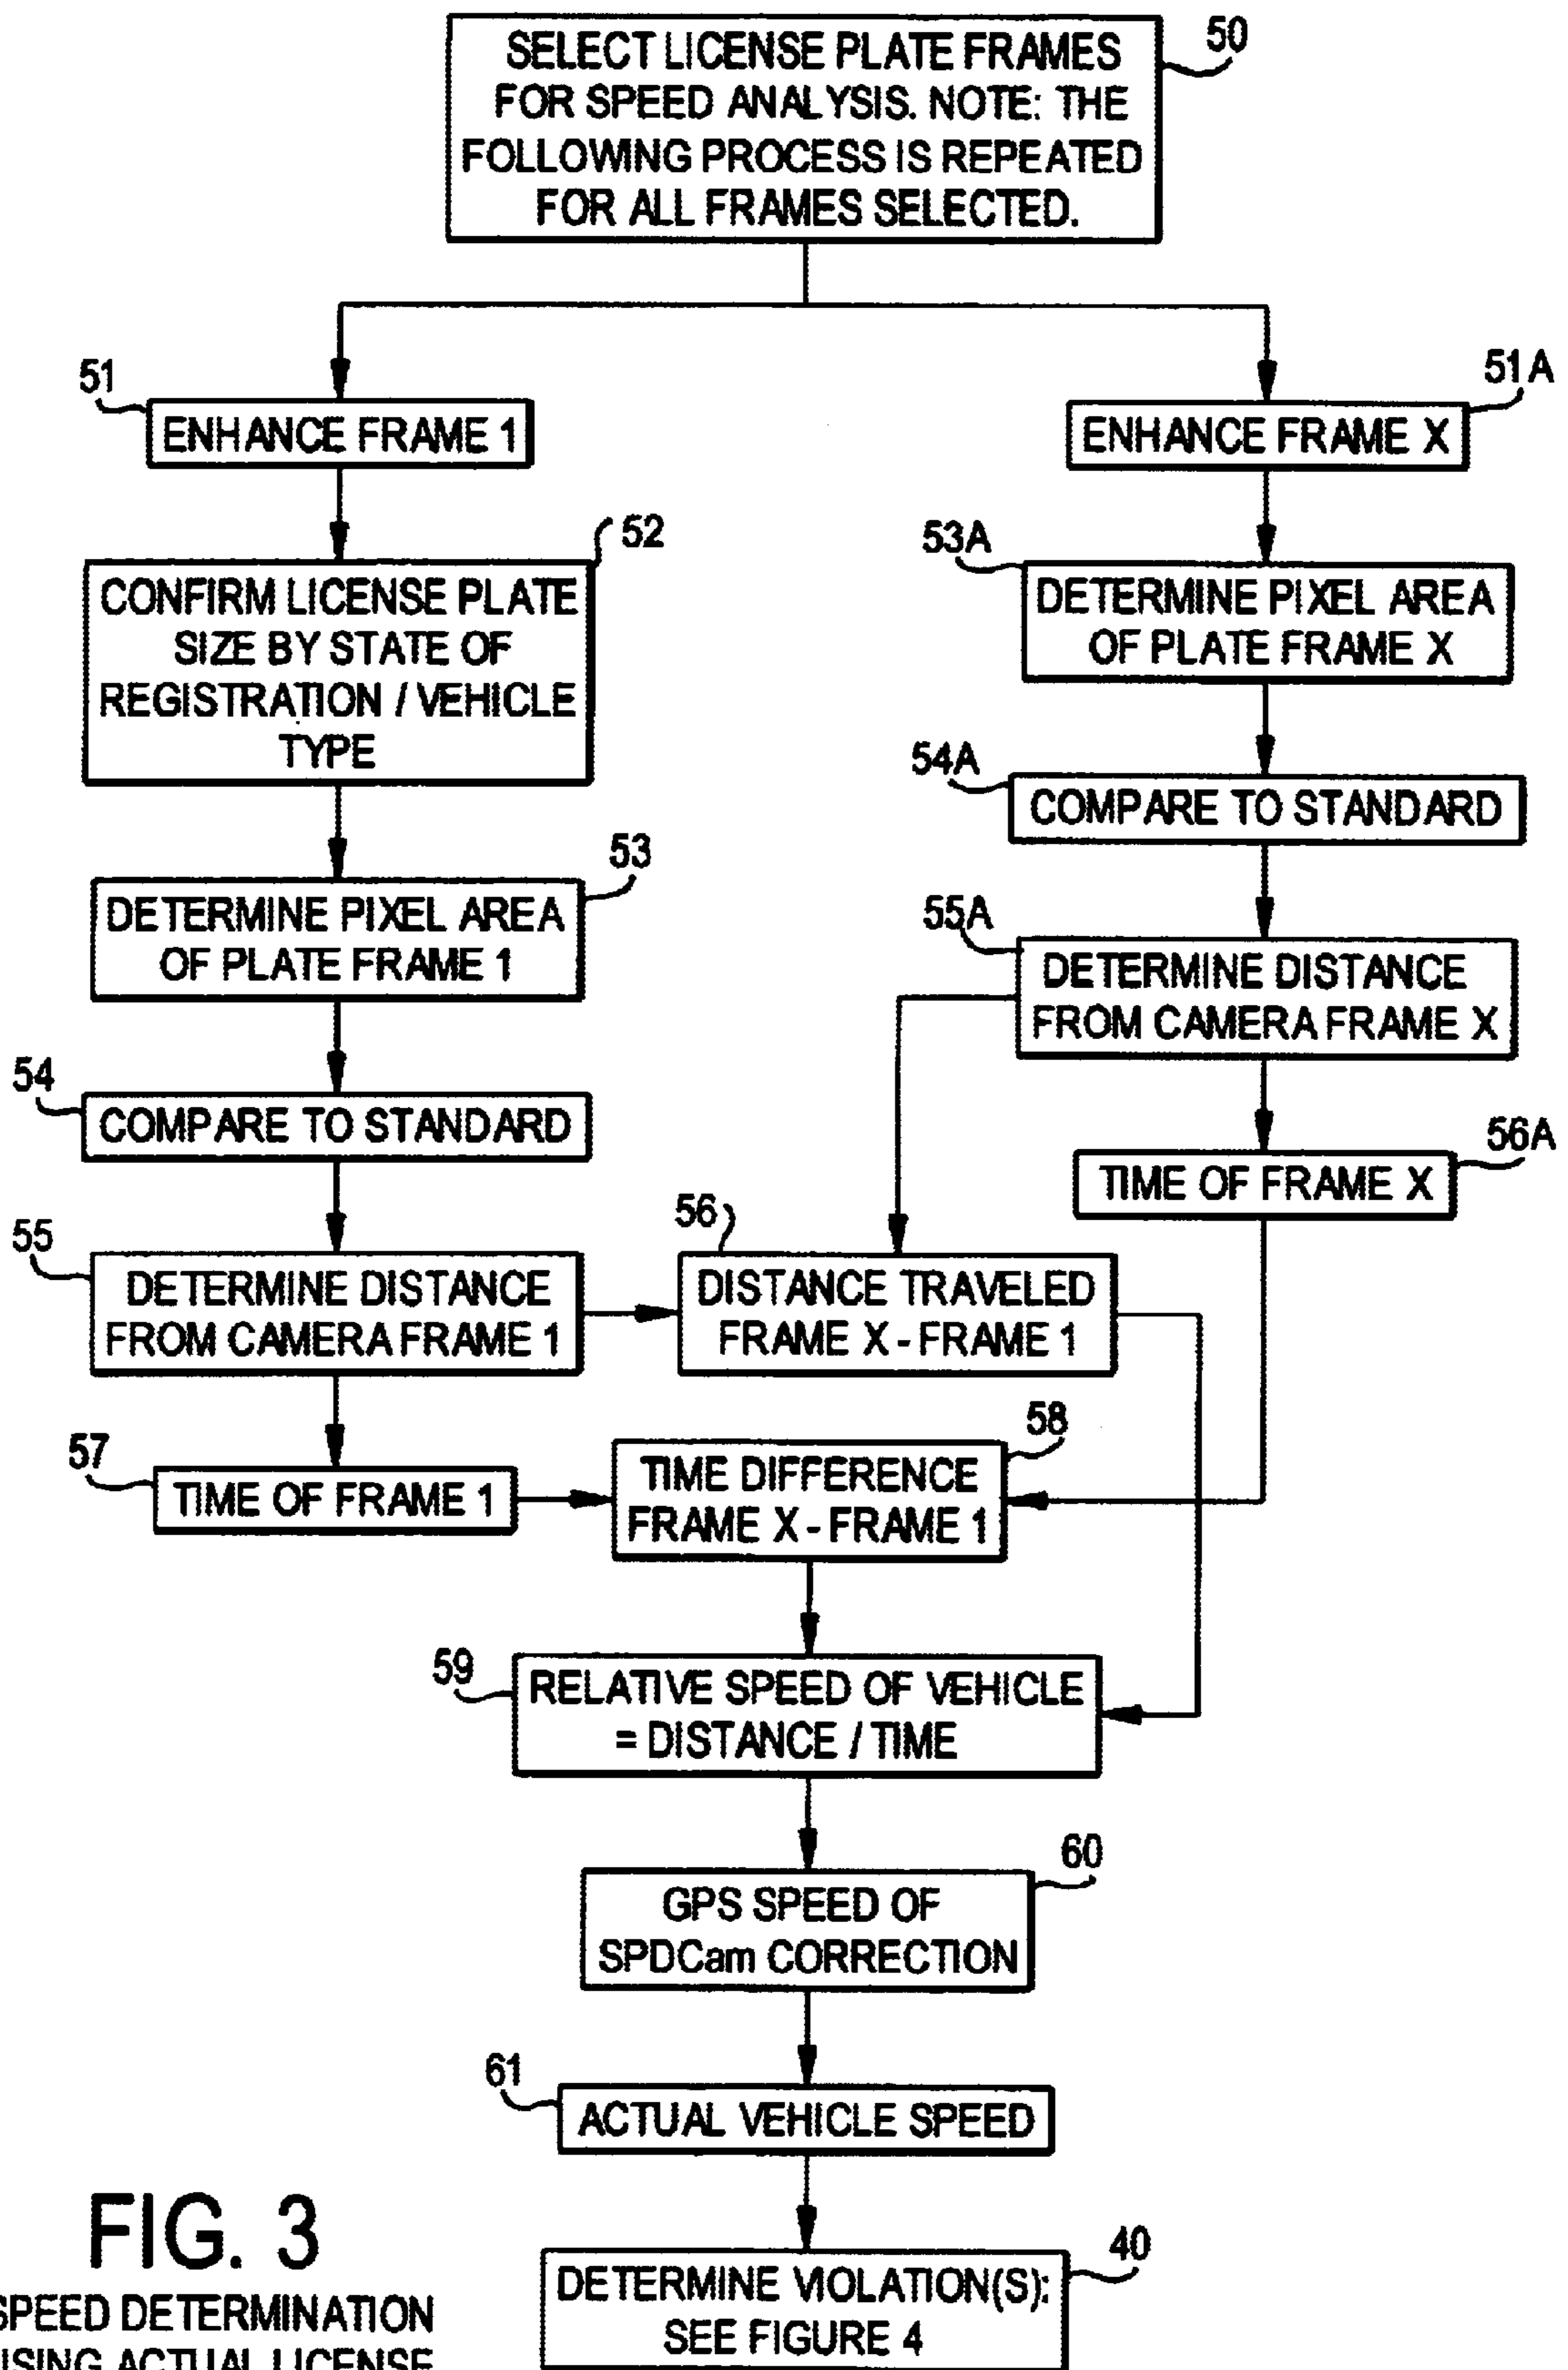 SELECT LICENSE PLATE FRAMES
FOR SPEED ANALYSIS. NOTE: THE
FOLLOWING PROCESS IS REPEATED
FOR ALL FRAMES SELECTED.
50
51
ENHANCE FRAME 1
51A
ENHANCE FRAME X
52
CONFIRM LICENSE PLATE
SIZE BY STATE OF
REGISTRATION / VEHICLE
TYPE
53A
DETERMINE PIXEL AREA
OF PLATE FRAME X
54A
COMPARE TO STANDARD
53
DETERMINE PIXEL AREA
OF PLATE FRAME 1
55A
DETERMINE DISTANCE
FROM CAMERA FRAME X
54
COMPARE TO STANDARD
56A
TIME OF FRAME X
55
DETERMINE DISTANCE
FROM CAMERA FRAME 1
56
DISTANCE TRAVELED
FRAME X - FRAME 1
57
TIME OF FRAME 1
58
TIME DIFFERENCE
FRAME X - FRAME 1
59
RELATIVE SPEED OF VEHICLE
= DISTANCE / TIME
60
GPS SPEED OF
SPDCam CORRECTION
61
ACTUAL VEHICLE SPEED
40
DETERMINE VIOLATION(S):
SEE FIGURE 4
FIG. 3
SPEED DETERMINATION
USING ACTUAL LICENSE